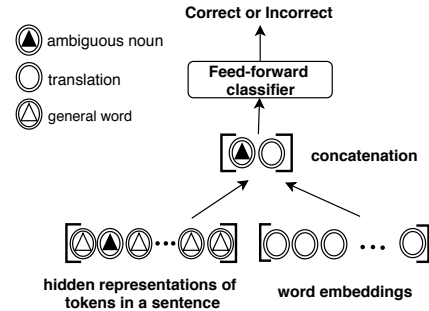 Correct or Incorrect
ambiguous noun
translation
general word
Feed-forward
classifier
concatenation
hidden representations of
tokens in a sentence
word embeddings